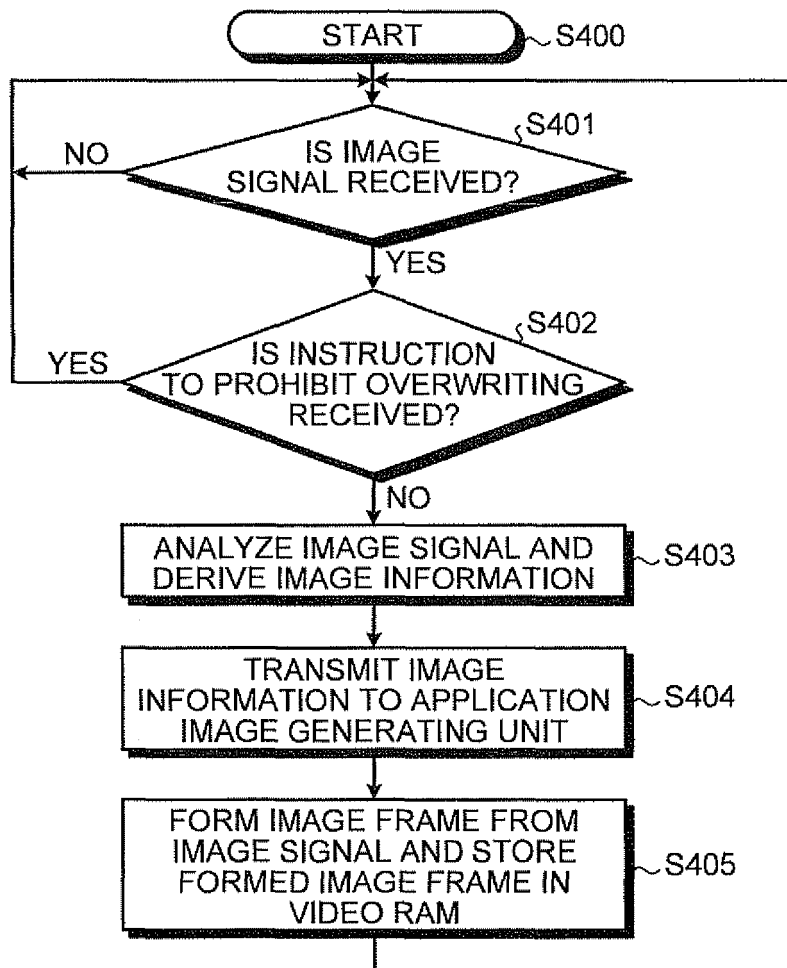 START
S400
S401
NO
IS IMAGE
SIGNAL RECEIVED?
YES
S402
YES
IS INSTRUCTION
TO PROHIBIT OVERWRITING
RECEIVED?
NO
ANALYZE IMAGE SIGNAL AND
DERIVE IMAGE INFORMATION
S403
TRANSMIT IMAGE
INFORMATION TO APPLICATION
IMAGE GENERATING UNIT
S404
FORM IMAGE FRAME FROM
IMAGE SIGNAL AND STORE
FORMED IMAGE FRAME IN
VIDEO RAM
S405